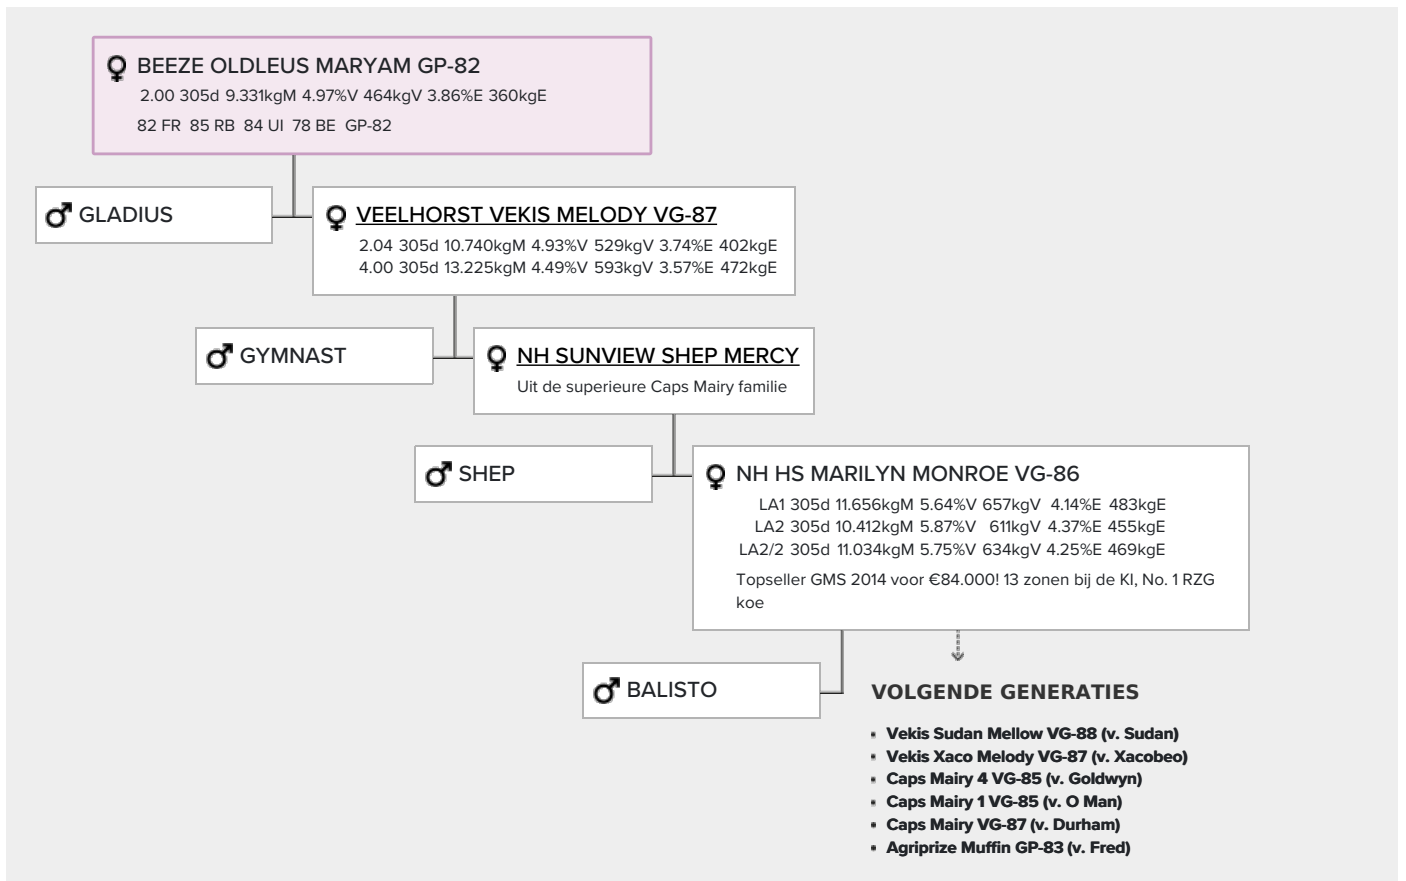 BEEZE OLDLEUS MARYAM GP-82
2.00 305d 9.331kgM 4.97%V 464kgV 3.86%E 360kgE
82 FR 85 RB 84 UI 78 BE GP-82
GLADIUS
VEELHORST VEKIS MELODY VG-87
2.04 305d 10.740kgM 4.93%V 529kgV 3.74%E 402kgE
4.00 305d 13.225kgM 4.49%V 593kgV 3.57%E 472kgE
GYMNAST
NH SUNVIEW SHEP MERCY
Uit de superieure Caps Mairy familie
SHEP
NH HS MARILYN MONROE VG-86
LA1 305d 11.656kgM 5.64%V 657kgV 4.14%E 483kgE
LA2 305d 10.412kgM 5.87%V 611kgV 4.37%E 455kgE
LA2/2 305d 11.034kgM 5.75%V 634kgV 4.25%E 469kgE
Topseller GMS 2014 voor €84.000! 13 zonen bij de KI, No. 1 RZG
koe
BALISTO
VOLGENDE GENERATIES
Vekis Sudan Mellow VG-88 (v. Sudan)
Vekis Xaco Melody VG-87 (v. Xacobeo)
Caps Mairy 4 VG-85 (v. Goldwyn)
Caps Mairy 1 VG-85 (v. O Man)
Caps Mairy VG-87 (v. Durham)
Agriprize Muffin GP-83 (v. Fred)